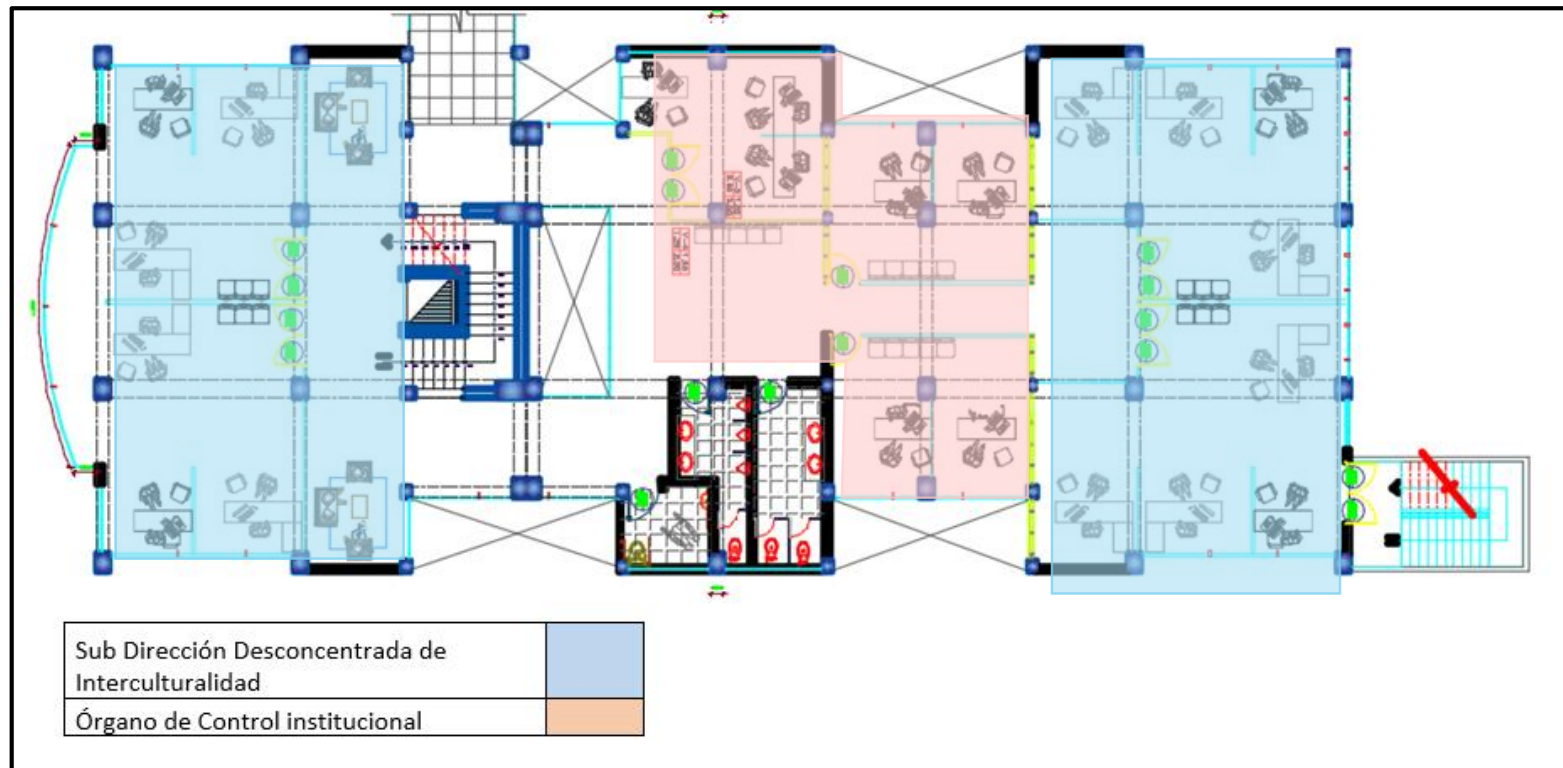 Sub Dirección Desconcentrada de
Interculturalidad
Órgano de Control institucional